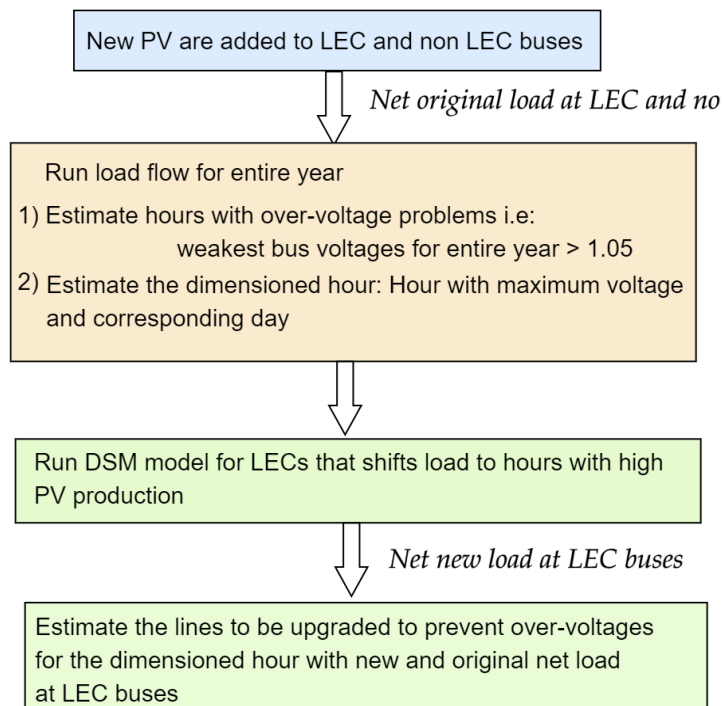 New PV are added to LEC and non LEC buses
Net original load at LEC and no
Run load flow for entire year
1) Estimate hours with over-voltage problems i.e:
weakest bus voltages for entire year > 1.05
2) Estimate the dimensioned hour: Hour with maximum voltage
and corresponding day
Run DSM model for LECs that shifts load to hours with high
PV production
Net new load at LEC buses
Estimate the lines to be upgraded to prevent over-voltages
for the dimensioned hour with new and original net load
at LEC buses